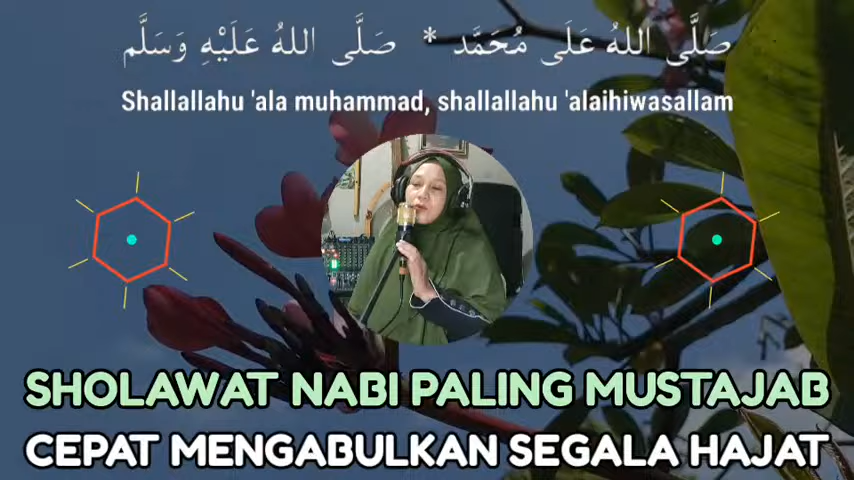 صَلَّى اللهُ عَلَى مُحَمَّد * صَلَّى اللهُ عَلَيْهِ وَسَلَّم
Shallallahu 'ala muhammad, shallallahu 'alaihiwasallam
SHOLAWAT NABI PALING MUSTAJAB
CEPAT MENGABULKAN SEGALA HAJAT